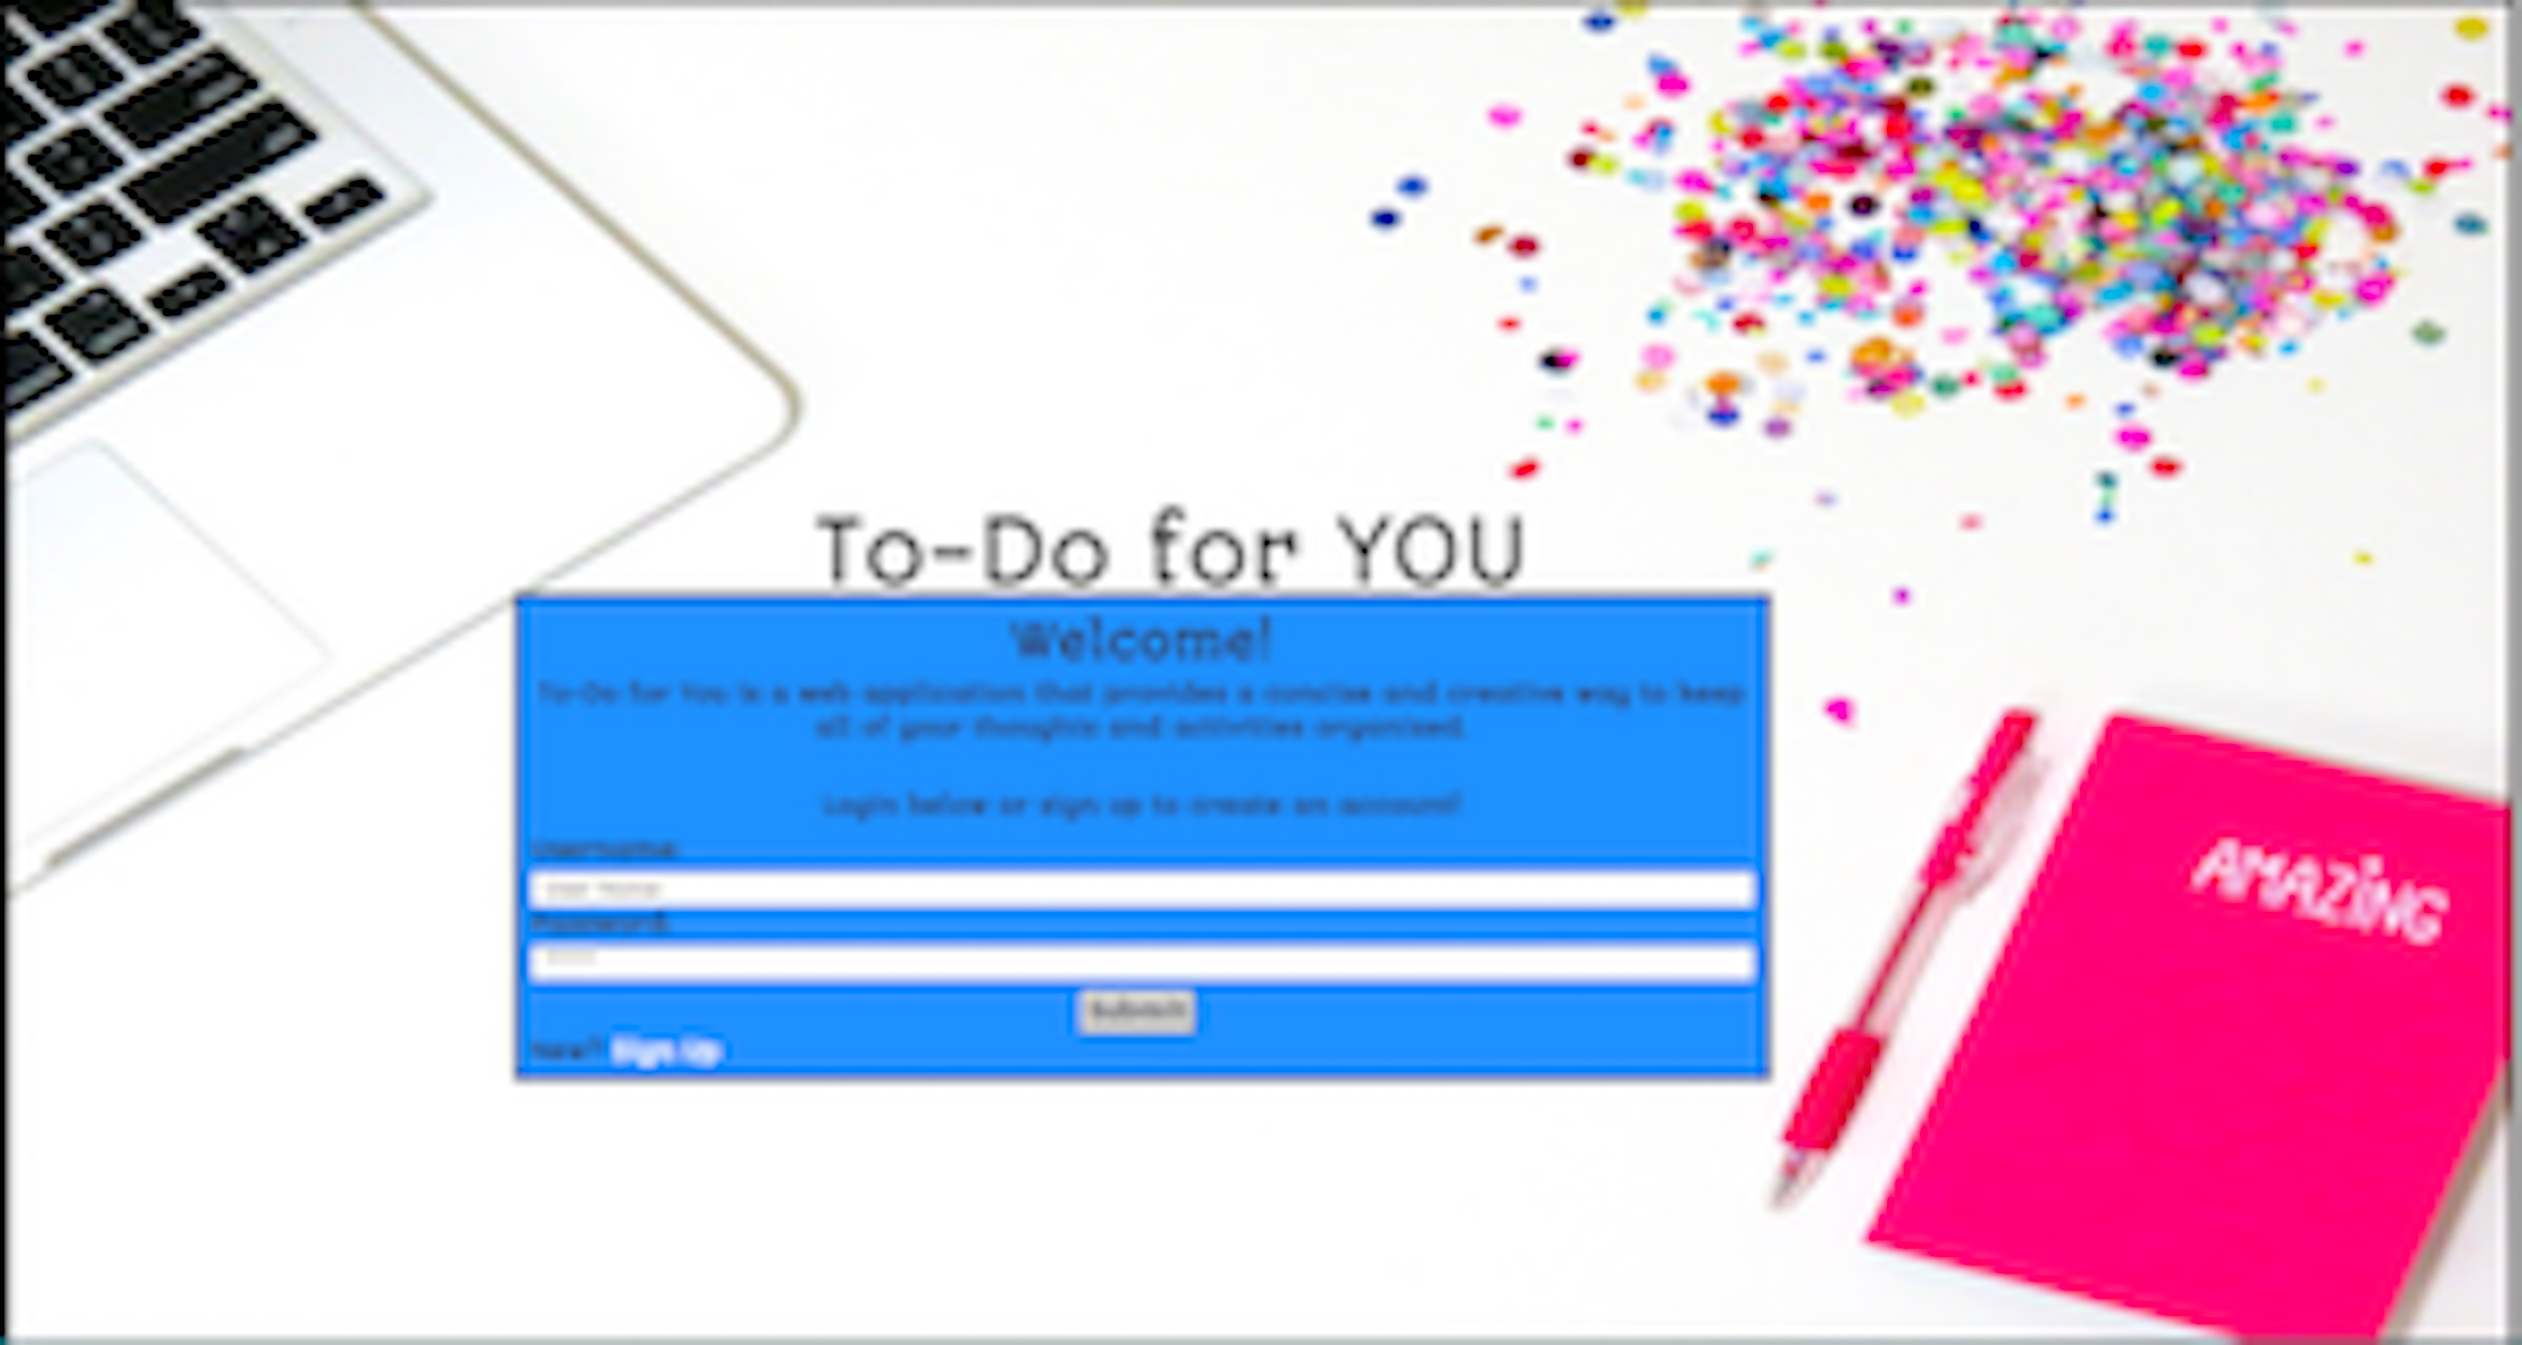 To-Do for YOU
Welcome!
To-Do for You is a web application that provides a concise and creative way to keep
all of your thoughts and activities organised.
Login below or sign up to create an account!
Username
User Name
Password
Submit
New? Sign Up
AMAZiNG